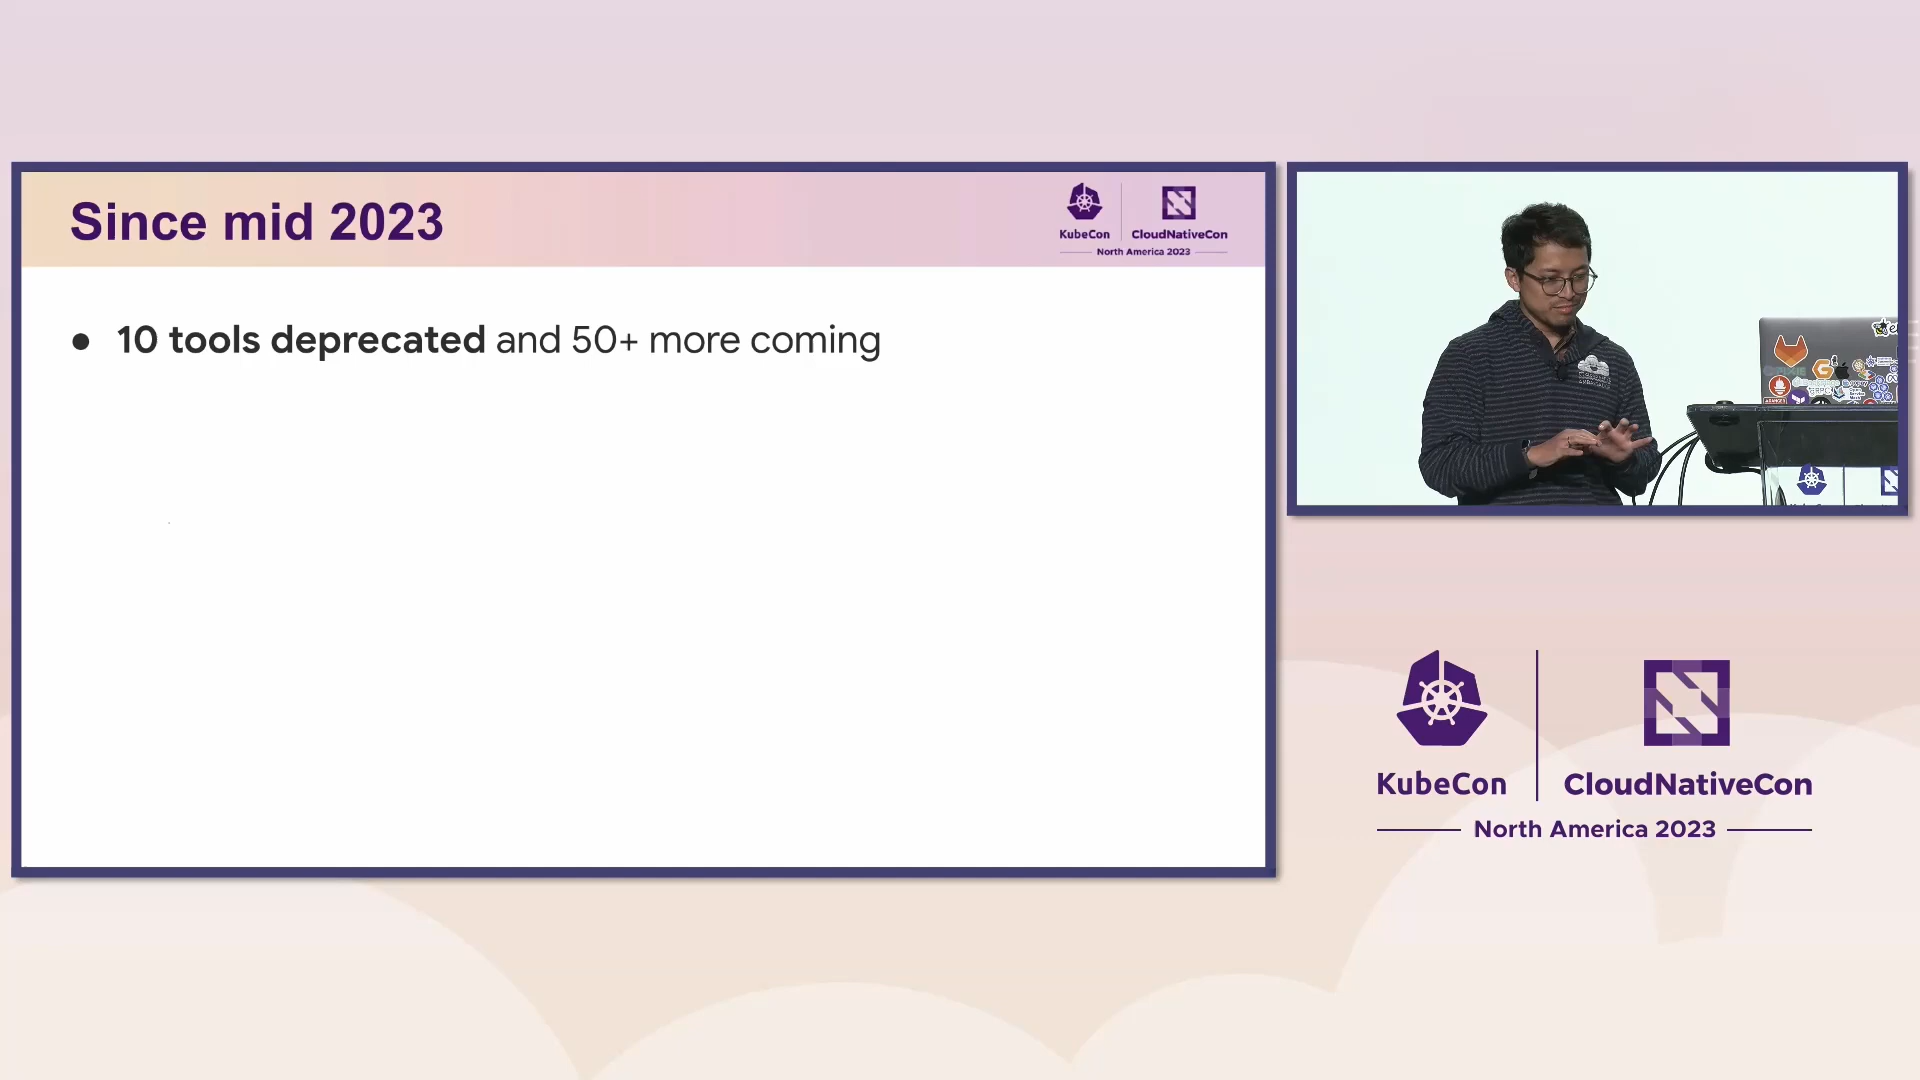 Since mid 2023
KubeCon
CloudNativeCon
North America 2023
● 10 tools deprecated and 50+ more coming
KubeCon
CloudNativeCon
North America 2023